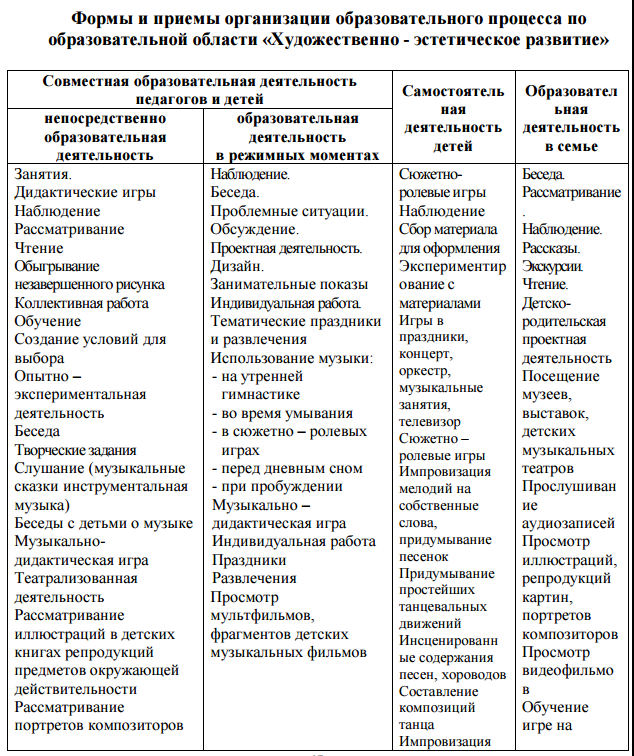 Формы и приемы организации образовательного процесса по
образовательной области «Художественно - эстетическое развитие»
Совместная образовательная деятельность
педагогов и детей
непосредственно
образовательная
деятельность
образовательная
деятельность
в режимных моментах
Самостоятель
ная
деятельность
детей
Образовател
ьная
деятельность
в семье
Занятия.
Дидактические игры
Наблюдение
Рассматривание
Чтение
Обыгрывание
незавершенного рисунка
Коллективная работа
Обучение
Создание условий для
выбора
Опытно –
экспериментальная
деятельность
Беседа
Творческие задания
Слушание (музыкальные
сказки инструментальная
музыка)
Беседы с детьми о музыке
Музыкально-
дидактическая игра
Театрализованная
деятельность
Рассматривание
иллюстраций в детских
книгах репродукций
предметов окружающей
действительности
Рассматривание
портретов композиторов
Наблюдение.
Беседа.
Проблемные ситуации.
Обсуждение.
Проектная деятельность.
Дизайн.
Занимательные показы
Индивидуальная работа.
Тематические праздники
и развлечения
Использование музыки:
- на утренней
гимнастике
- во время умывания
- в сюжетно – ролевых
играх
- перед дневным сном
- при пробуждении
Музыкально –
дидактическая игра
Индивидуальная работа
Праздники
Развлечения
Просмотр
мультфильмов,
фрагментов детских
музыкальных фильмов
Сюжетно-
ролевые игры
Наблюдение
Сбор материала
для оформления
Эксперементир
ование с
материалами
Игры в
праздники,
концерт,
оркестр,
музыкальные
занятия,
телевизор
Сюжетно –
ролевые игры
Импровизация
мелодий на
собственные
слова,
придумывание
песенок
Придумывание
простейших
танцевальных
движений
Инсценированн
ые содержания
песен, хороводов
Составление
композиций
танца
Импровизация
Беседа.
Рассматривание
.
Наблюдение.
Рассказы.
Экскурсии.
Чтение.
Детско-
родительская
проектная
деятельность
Посещение
музеев,
выставок,
детских
музыкальных
театров
Прослушиван
ие
аудиозаписей
Просмотр
иллюстраций,
репродукций
картин,
портретов
композиторов
Просмотр
видеофильмо
в
Обучение
игре на